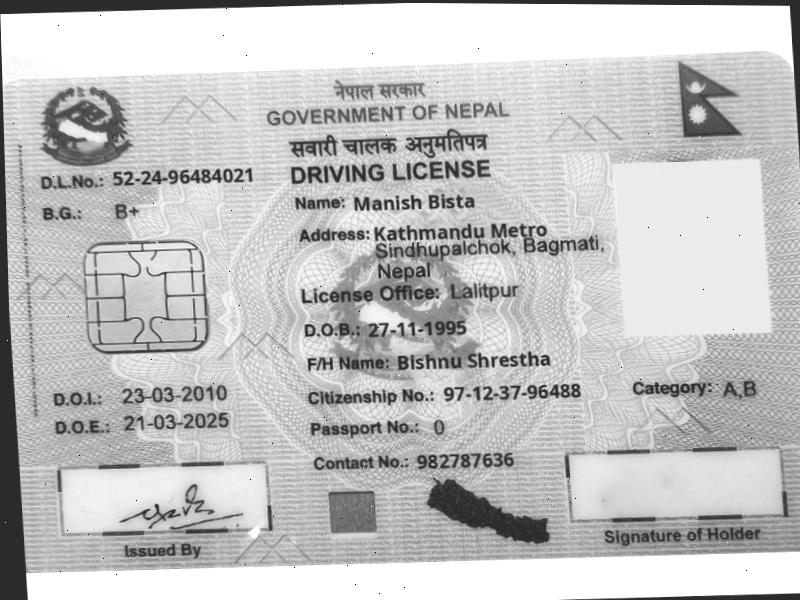 नेपाल सरकार
GOVERNMENT OF NEPAL
सवारी चालक अनुमतिपत्र
DRIVING LICENSE
D.L.No.: 52-24-96484021
B.G.: B+
Name: Manish Bista
Address: Kathmandu Metro
Sindhupalchok, Bagmati,
Nepal
License Office: Lalitpur
D.O.B.: 27-11-1995
F/H Name: Bishnu Shrestha
D.O.I.: 23-03-2010
Citizenship No.: 97-12-37-96488
Category: A,B
D.O.E.: 21-03-2025
Passport No.: 0
Contact No.: 982787636
Issued By
Signature of Holder